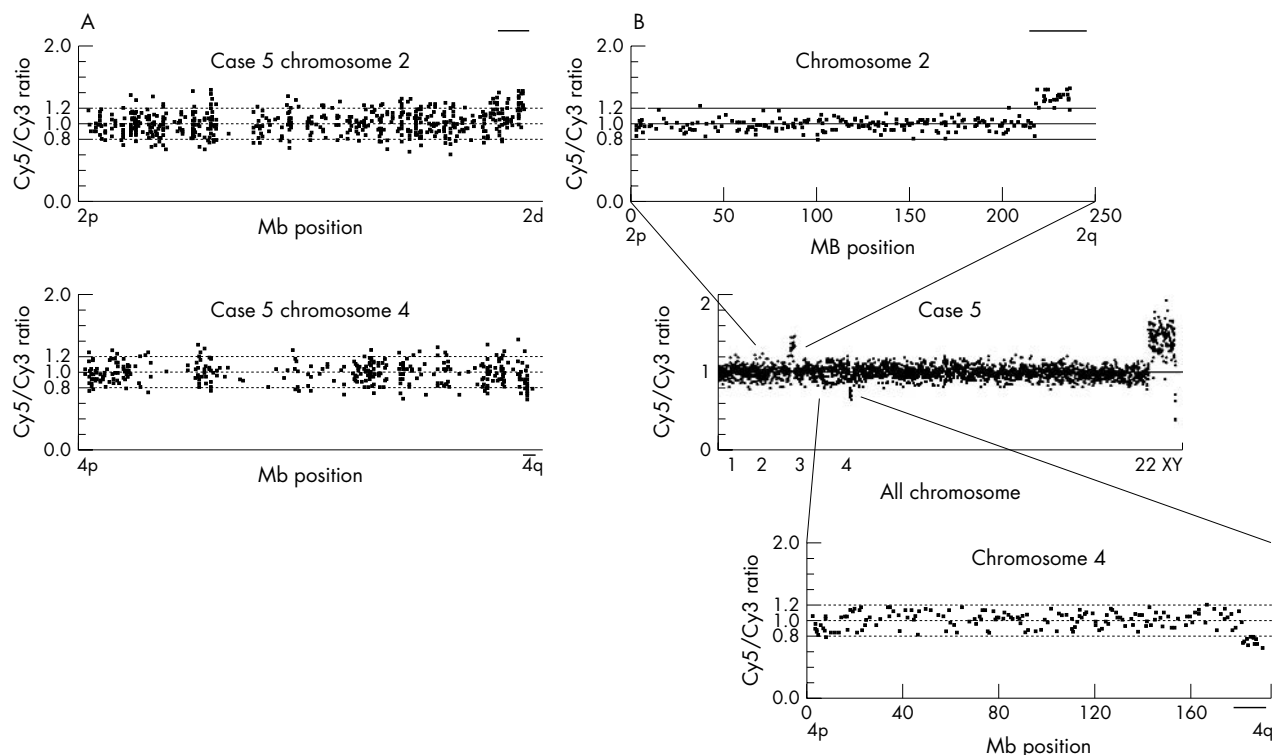 A
Case 5 chromosome 2
Cy5/Cy3 ratio
2.0
1.2
1.0
0.8
0.0
2p
2d
Mb position
Case 5 chromosome 4
Cy5/Cy3 ratio
2.0
1.2
1.0
0.8
0.0
4p
4q
Mb position
B
Chromosome 2
Cy5/Cy3 ratio
2.0
1.2
1.0
0.8
0.0
0 50 100 150 200 250
2p 2q
MB position
Case 5
Cy5/Cy3 ratio
2
1
0
1 2 3 4 22 XY
All chromosome
Chromosome 4
Cy5/Cy3 ratio
2.0
1.2
1.0
0.8
0.0
0 40 80 120 160
4p 4q
Mb position